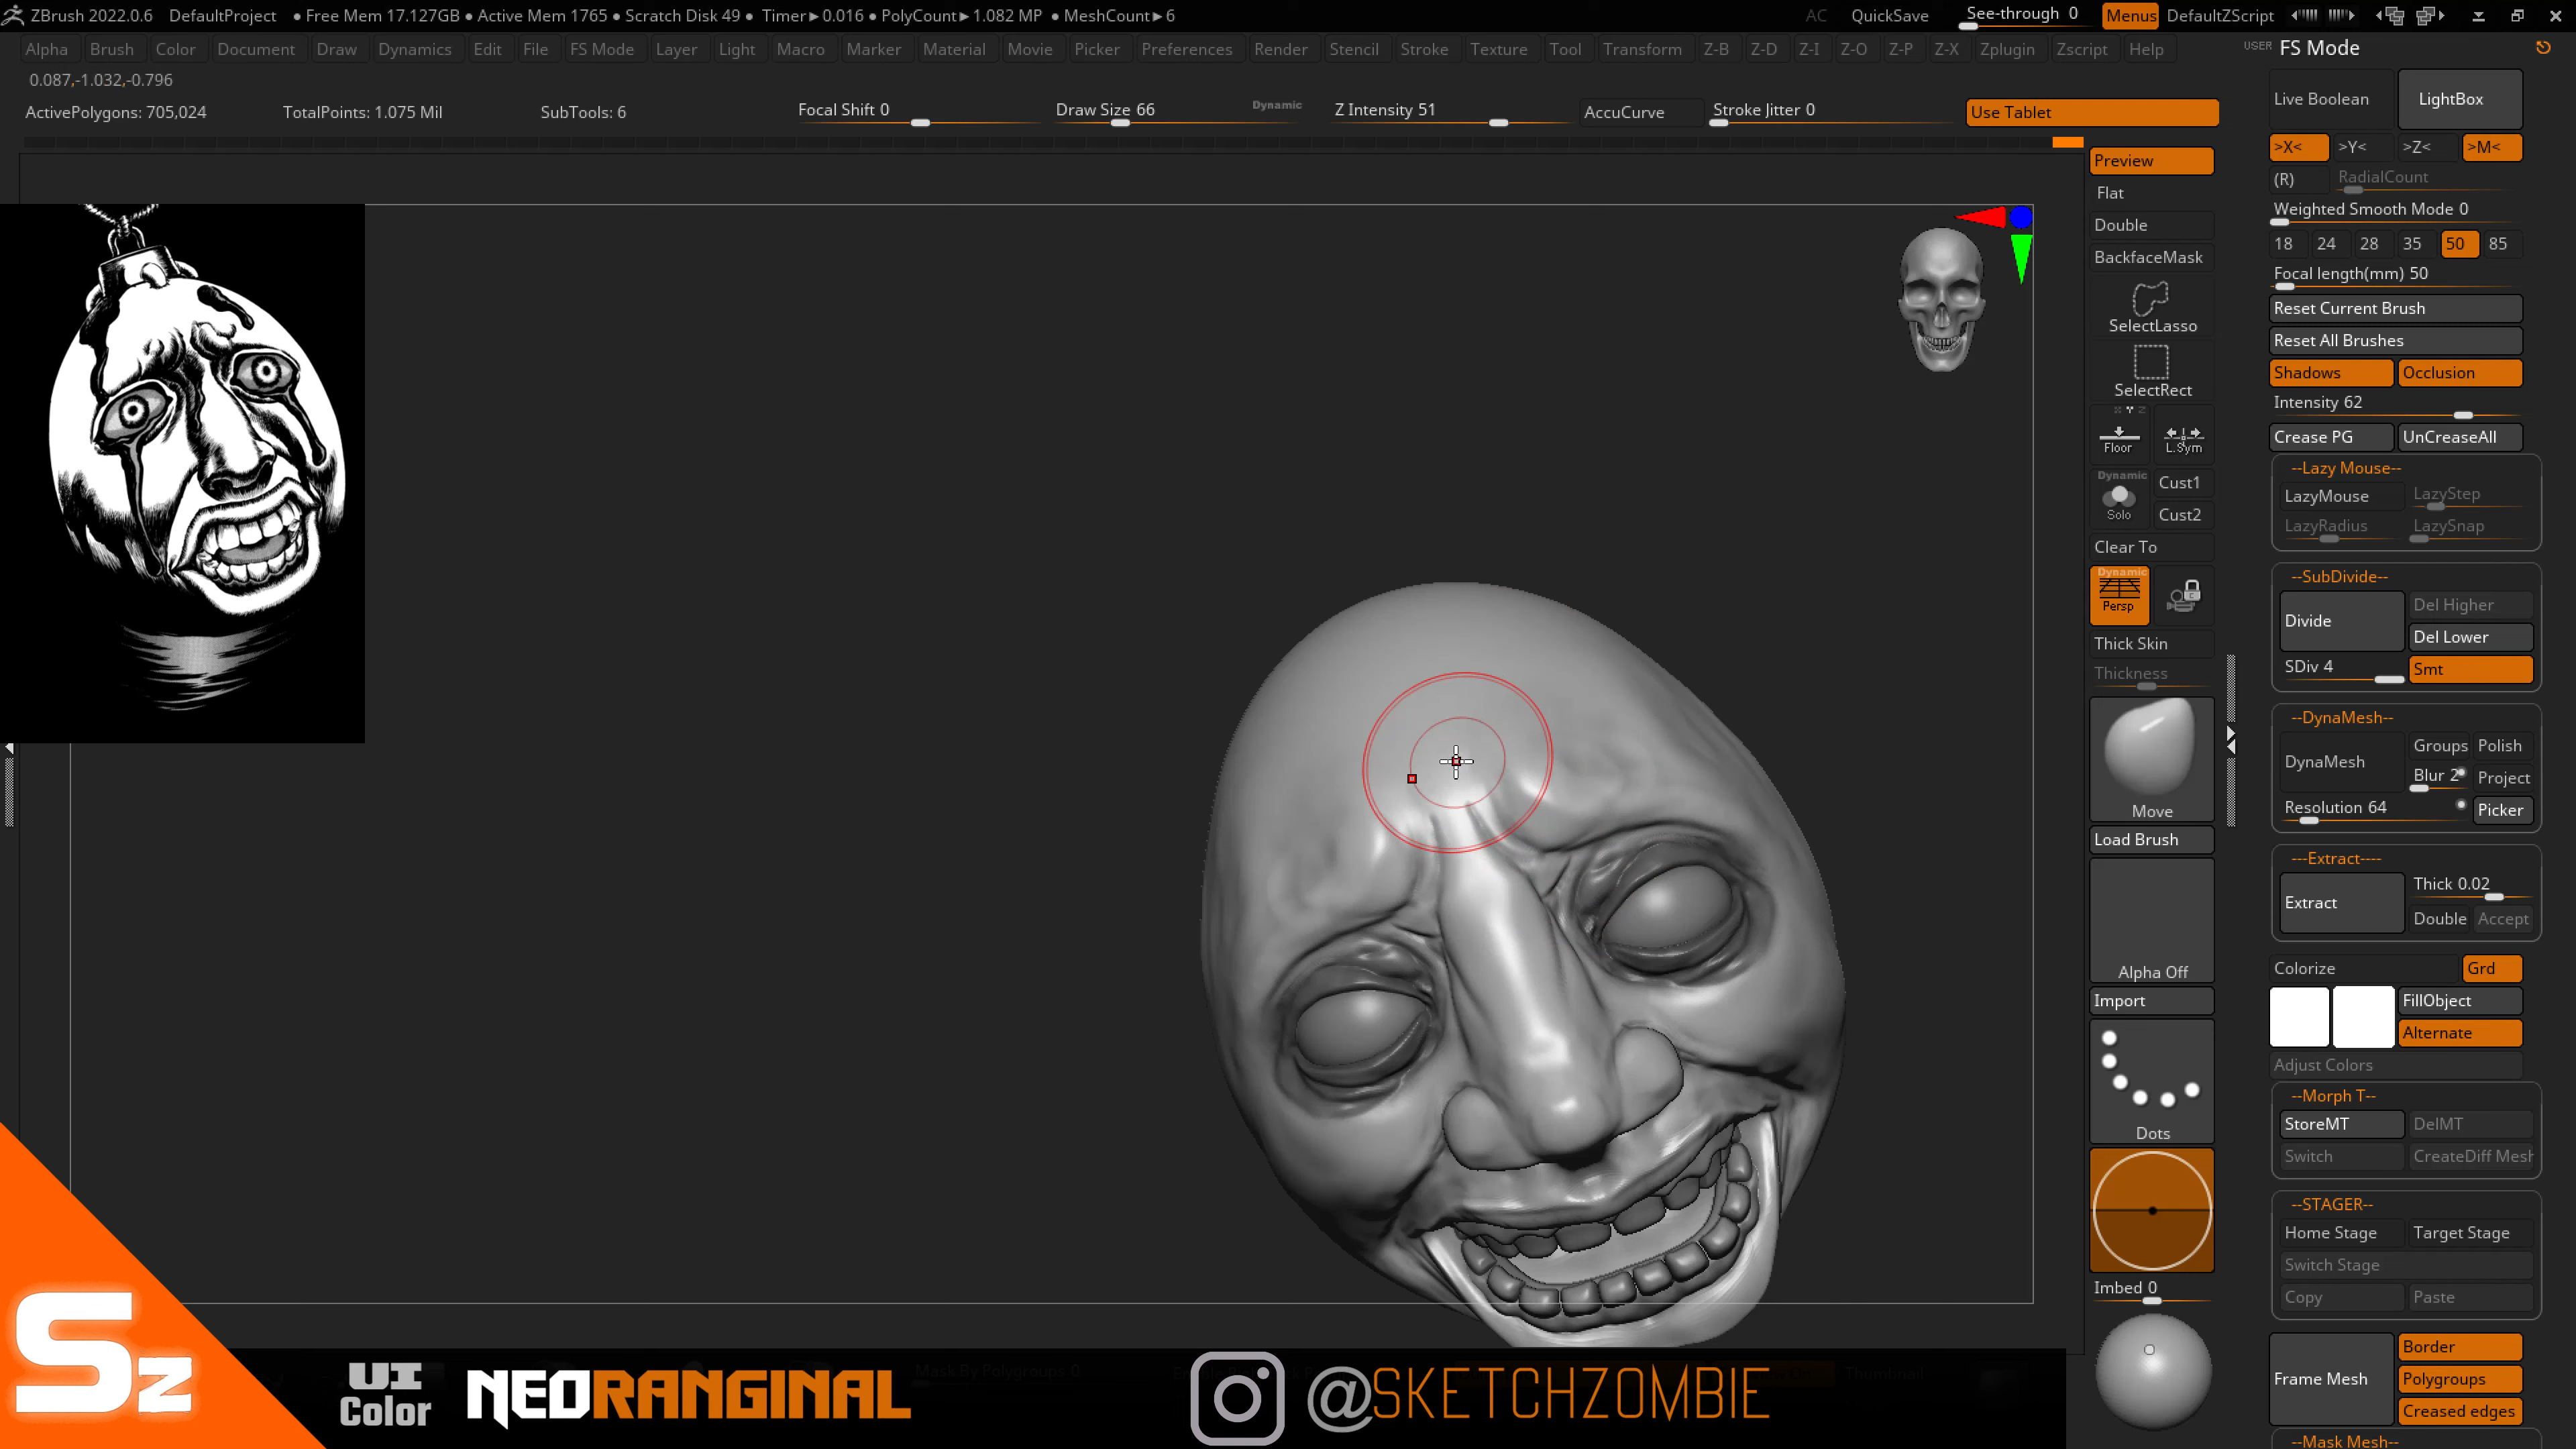 ZBrush 2022.0.6 DefaultProject ● Free Mem 17.127GB ● Active Mem 1765 ● Scratch Disk 49 ● Timer►0.016 ● PolyCount►1.082 MP ● MeshCount►6 AC QuickSave See-through 0 Menus DefaultZScript
Alpha Brush Color Document Draw Dynamics Edit File FS Mode Layer Light Macro Marker Material Movie Picker Preferences Render Stencil Stroke Texture Tool Transform Z-B Z-D Z-I Z-O Z-P Z-X Zplugin Zscript Help
USER FS Mode
0.087,-1.032,-0.796
ActivePolygons: 705,024 TotalPoints: 1.075 Mil SubTools: 6 Focal Shift 0 Draw Size 66 Dynamic Z Intensity 51 AccuCurve Stroke Jitter 0 Use Tablet
Preview
Flat
Double
BackfaceMask
SelectLasso
SelectRect
Floor L.Sym
Dynamic
Solo
Cust1
Cust2
Clear To
Dynamic
Persp
Thick Skin
Thickness
Move
Load Brush
Alpha Off
Import
Dots
Imbed 0
Live Boolean LightBox
>X< >Y< >Z< >M<
(R) RadialCount
Weighted Smooth Mode 0
18 24 28 35 50 85
Focal length(mm) 50
Reset Current Brush
Reset All Brushes
Shadows Occlusion
Intensity 62
Crease PG UnCreaseAll
--Lazy Mouse--
LazyMouse LazyStep
LazyRadius LazySnap
--SubDivide--
Divide Del Higher
Del Lower
SDiv 4 Smt
--DynaMesh--
DynaMesh Groups Polish
Blur 2 Project
Resolution 64 Picker
---Extract----
Extract Thick 0.02
Double Accept
Colorize Grd
FillObject
Alternate
Adjust Colors
--Morph T--
StoreMT DelMT
Switch CreateDiff Mesh
--STAGER--
Home Stage Target Stage
Switch Stage
Copy Paste
Frame Mesh Border
Polygroups
Creased edges
--Mask Mesh--
Mask By Polygroups 0
Thumbnail
Sz
UI
Color
NEORANGINAL
@SKETCHZOMBIE